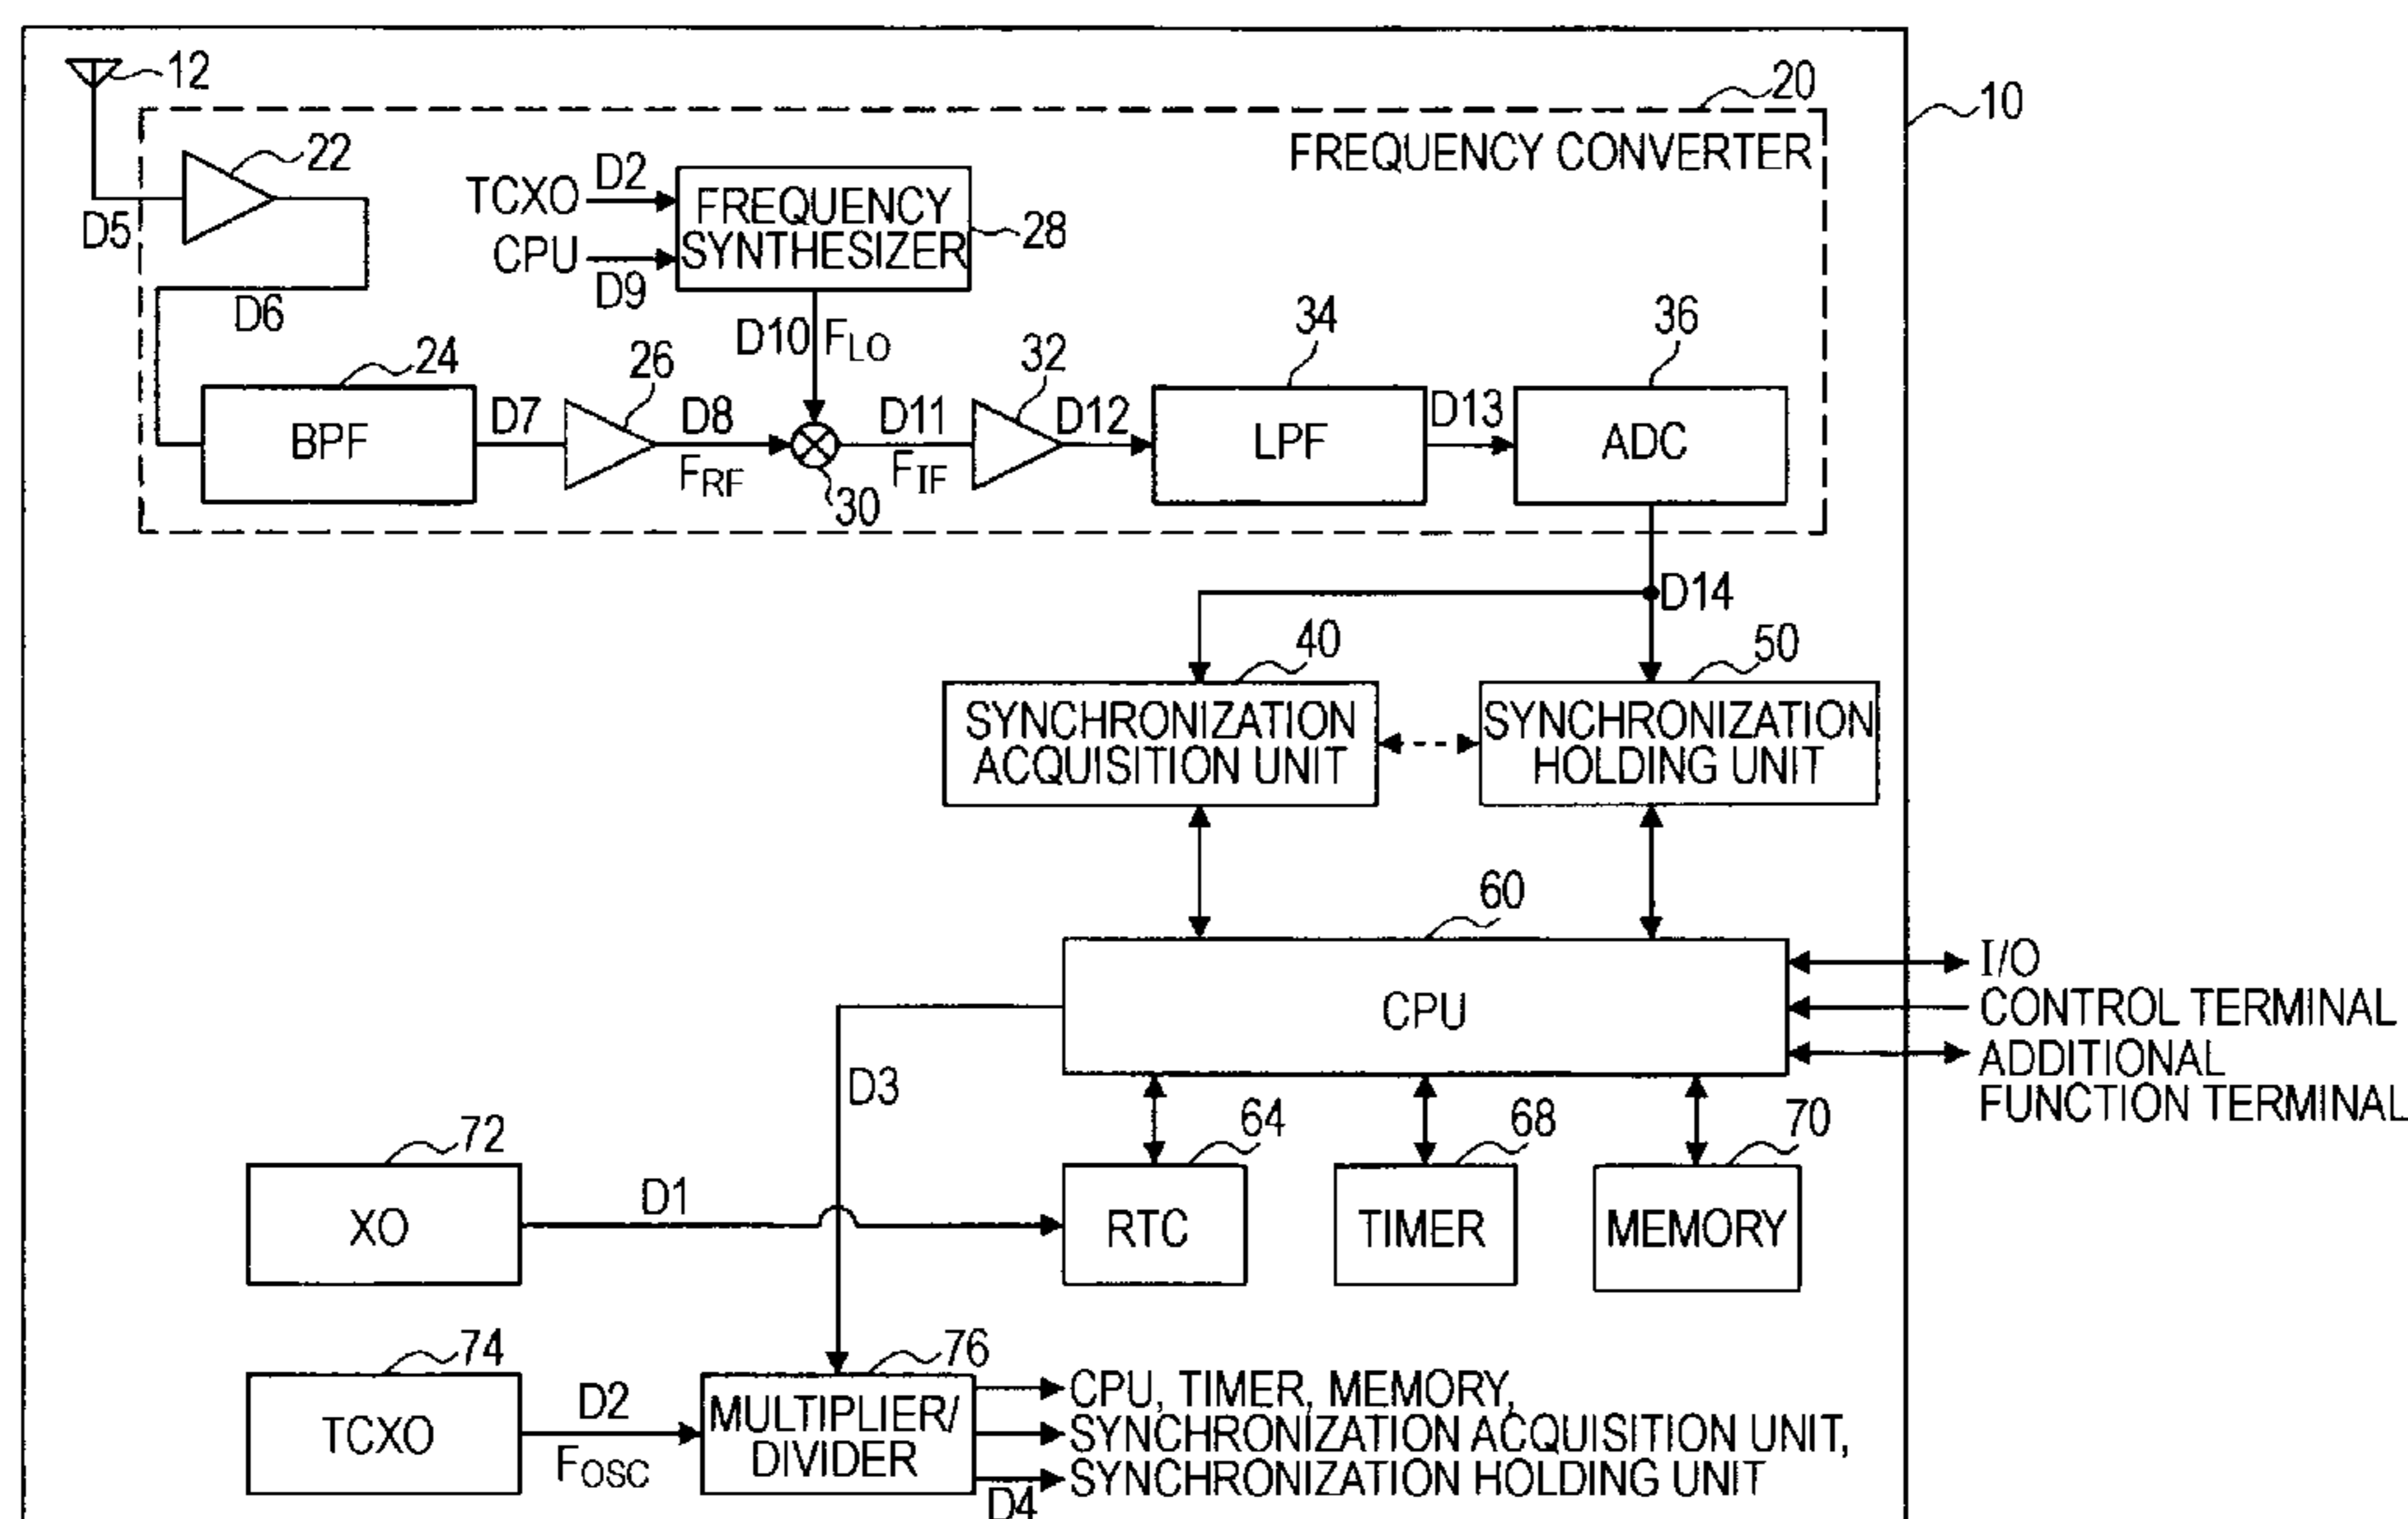 12
20
10
FREQUENCY CONVERTER
22
D5
TCXO
D2
CPU
D9
FREQUENCY
SYNTHESIZER
28
D6
D10
FLO
24
BPF
D7
26
D8
FRF
30
D11
FIF
32
D12
34
LPF
D13
36
ADC
D14
40
SYNCHRONIZATION
ACQUISITION UNIT
50
SYNCHRONIZATION
HOLDING UNIT
60
CPU
I/O
CONTROL TERMINAL
ADDITIONAL
FUNCTION TERMINAL
D3
72
XO
D1
64
RTC
68
TIMER
70
MEMORY
74
TCXO
D2
FOSC
76
MULTIPLIER/
DIVIDER
D4
CPU, TIMER, MEMORY,
SYNCHRONIZATION ACQUISITION UNIT,
SYNCHRONIZATION HOLDING UNIT